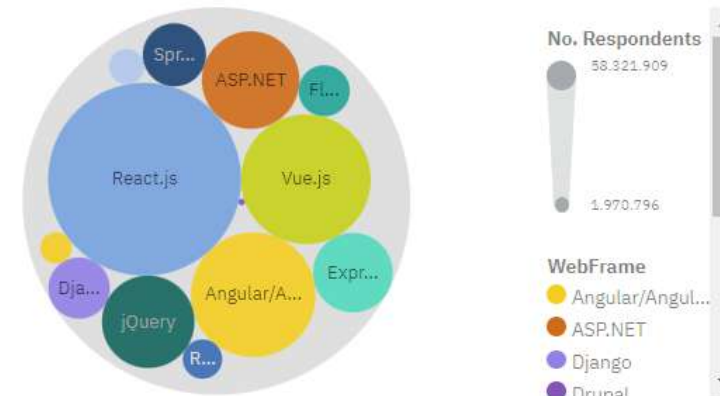 Spr...
ASP.NET
Fl...
React.js
Vue.js
Expr...
Dja...
Angular/A...
jQuery
R...
No. Respondents
58.321.909
1.970.796
WebFrame
Angular/Angul...
ASP.NET
Django
Drupal